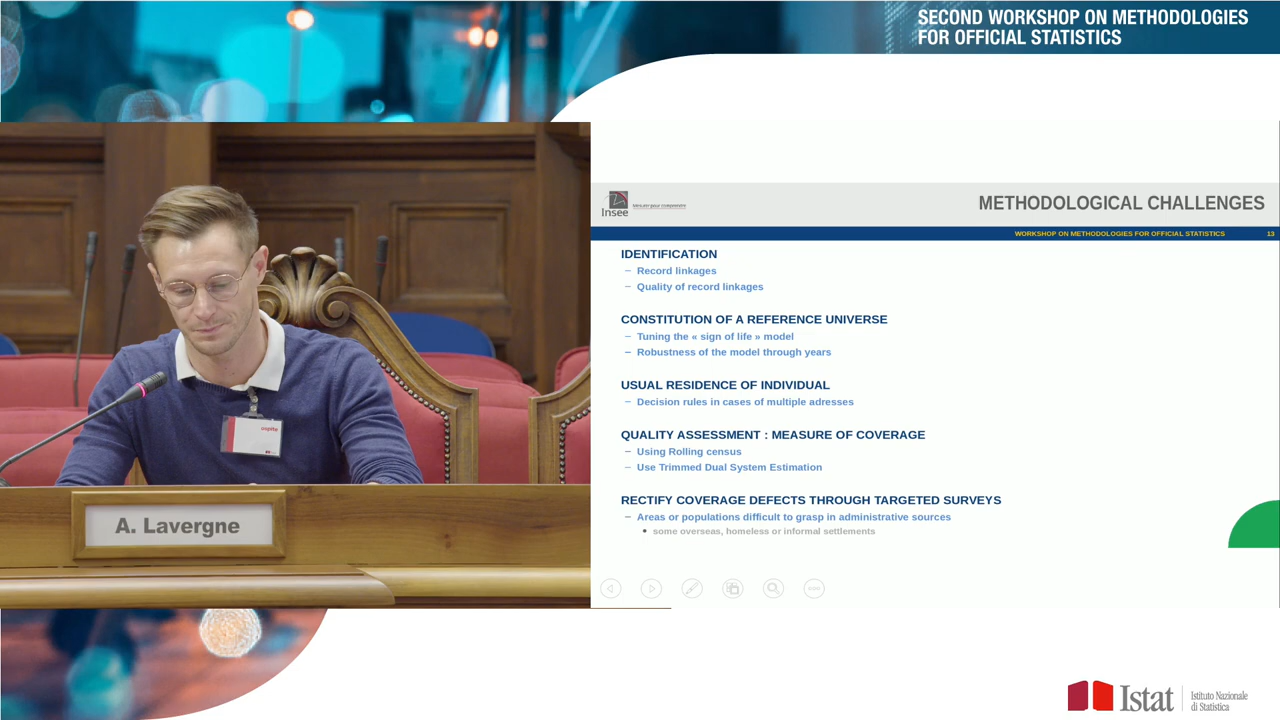 SECOND WORKSHOP ON METHODOLOGIES
FOR OFFICIAL STATISTICS
Insee
Mesurer pour comprendre
METHODOLOGICAL CHALLENGES
WORKSHOP ON METHODOLOGIES FOR OFFICIAL STATISTICS 13
IDENTIFICATION
– Record linkages
– Quality of record linkages
CONSTITUTION OF A REFERENCE UNIVERSE
– Tuning the « sign of life » model
– Robustness of the model through years
USUAL RESIDENCE OF INDIVIDUAL
– Decision rules in cases of multiple adresses
QUALITY ASSESSMENT : MEASURE OF COVERAGE
– Using Rolling census
– Use Trimmed Dual System Estimation
RECTIFY COVERAGE DEFECTS THROUGH TARGETED SURVEYS
– Areas or populations difficult to grasp in administrative sources
• some overseas, homeless or informal settlements
ospite
A. Lavergne
Istat
Istituto Nazionale
di Statistica